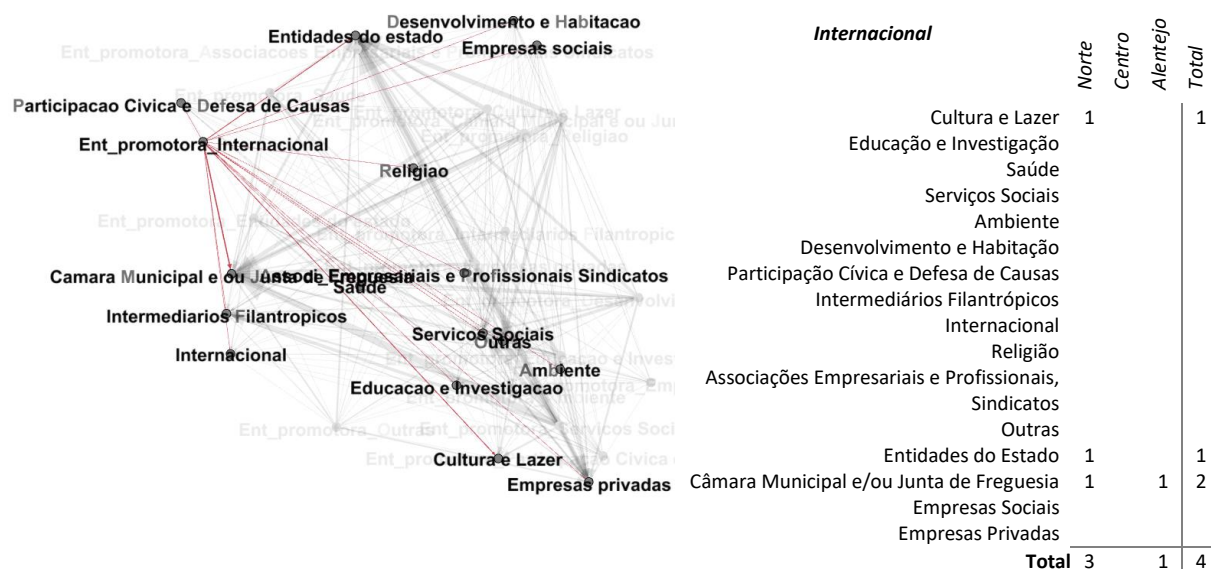 Desenvolvimento e Habitacao
Entidades do estado
Empresas sociais
Participacao Civica e Defesa de Causas
Ent_promotora_Internacional
Religiao
Camara Municipal e ou Junta de Freguesia
Associ_Empresariais e Profissionais Sindicatos
Saude
Intermediarios Filantropicos
Internacional
Servicos Sociais
Outras
Ambiente
Educacao e Investigacao
Cultura e Lazer
Empresas privadas
Ent_promotora_Saude
Ent_promotora_Religiao
Ent_promotora_Outras
Internacional
Norte Centro Alentejo Total
Cultura e Lazer 1 1
Educação e Investigação
Saúde
Serviços Sociais
Ambiente
Desenvolvimento e Habitação
Participação Cívica e Defesa de Causas
Intermediários Filantrópicos
Internacional
Religião
Associações Empresariais e Profissionais,
Sindicatos
Outras
Entidades do Estado 1 1
Câmara Municipal e/ou Junta de Freguesia 1 1 2
Empresas Sociais
Empresas Privadas
Total 3 1 4